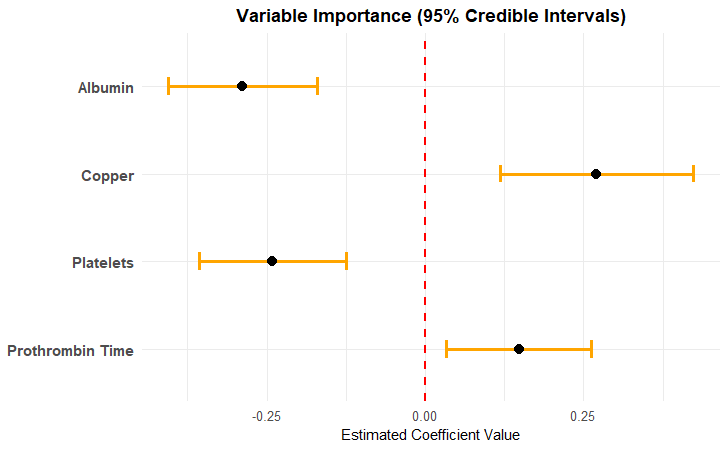 Variable Importance (95% Credible Intervals)
Albumin
Copper
Platelets
Prothrombin Time
-0.25
0.00
0.25
Estimated Coefficient Value